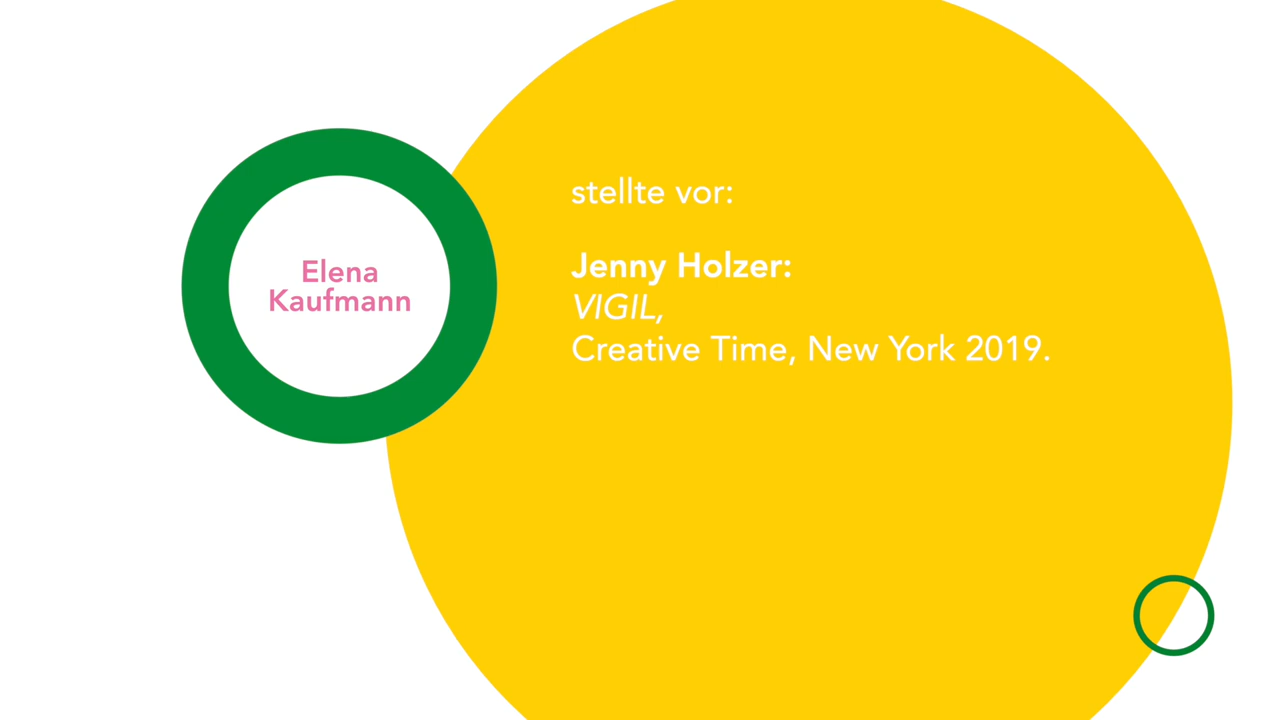 Elena
Kaufmann
stellte vor:
Jenny Holzer:
VIGIL,
Creative Time, New York 2019.